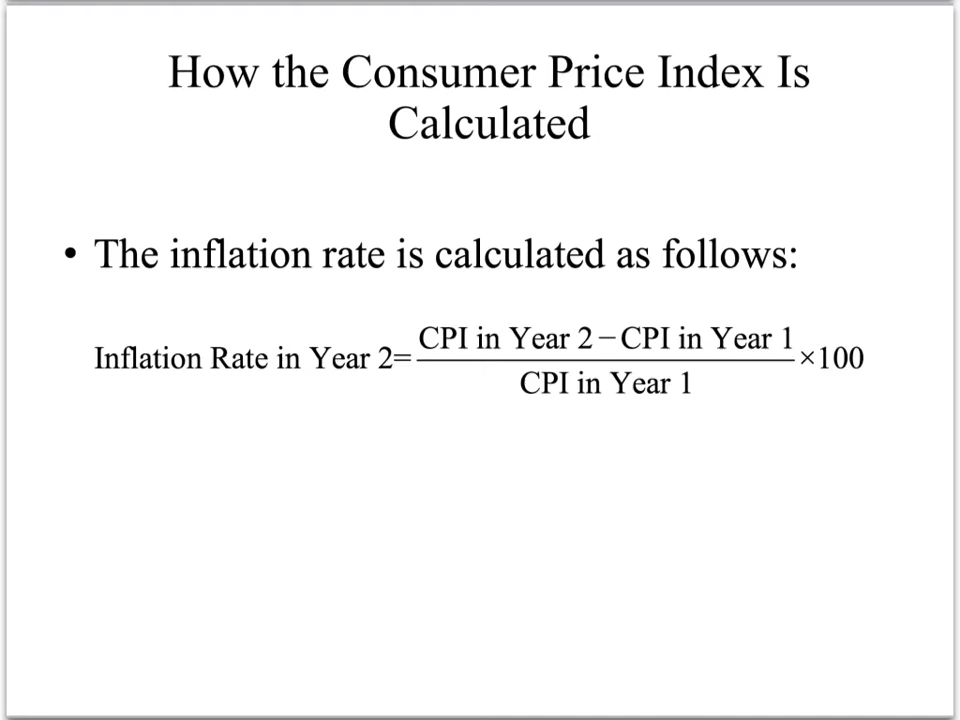 How the Consumer Price Index Is
Calculated
• The inflation rate is calculated as follows:
CPI in Year 2 − CPI in Year 1
Inflation Rate in Year 2= ×100
CPI in Year 1